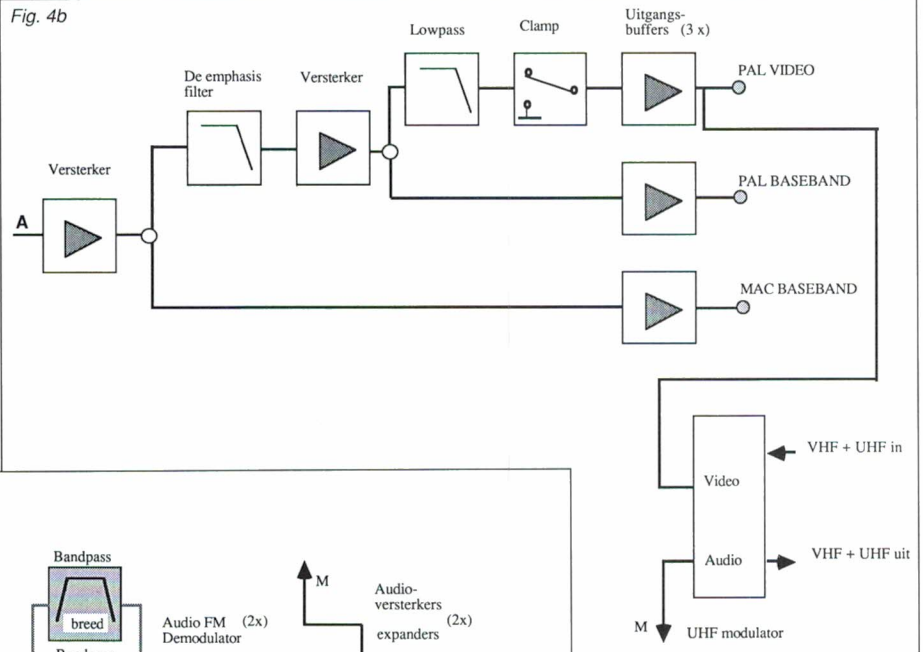 Fig. 4b
Uitgangs-
buffers (3 x)
Lowpass
Clamp
PAL VIDEO
De emphasis
filter
Versterker
Versterker
PAL BASEBAND
A
MAC BASEBAND
VHF + UHF in
Video
VHF + UHF uit
Audio
M
UHF modulator
Bandpass
breed
Audio FM (2x)
Demodulator
M
Audio-
versterkers
(2x)
expanders